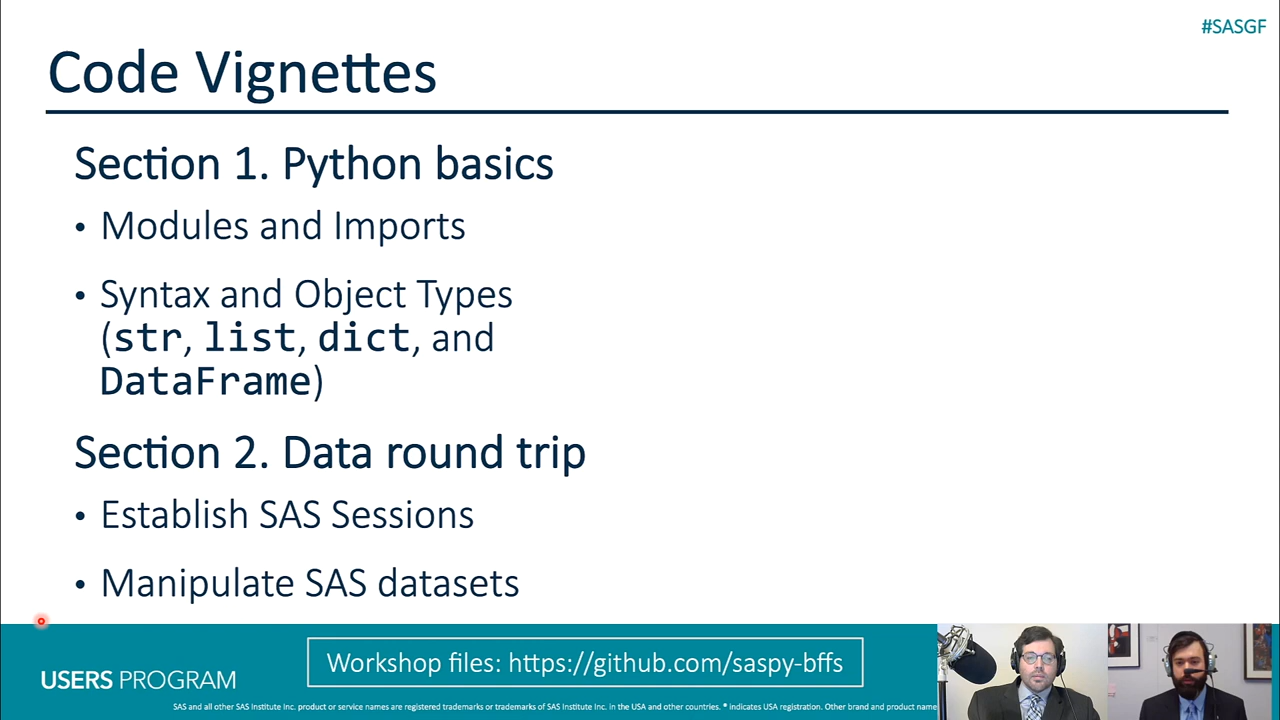 #SASGF
Code Vignettes
Section 1. Python basics
• Modules and Imports
• Syntax and Object Types
(str, list, dict, and
DataFrame)
Section 2. Data round trip
• Establish SAS Sessions
• Manipulate SAS datasets
Workshop files: https://github.com/saspy-bffs
USERS PROGRAM
SAS and all other SAS Institute Inc. product or service names are registered trademarks or trademarks of SAS Institute Inc. in the USA and other countries. ® indicates USA registration. Other brand and product name